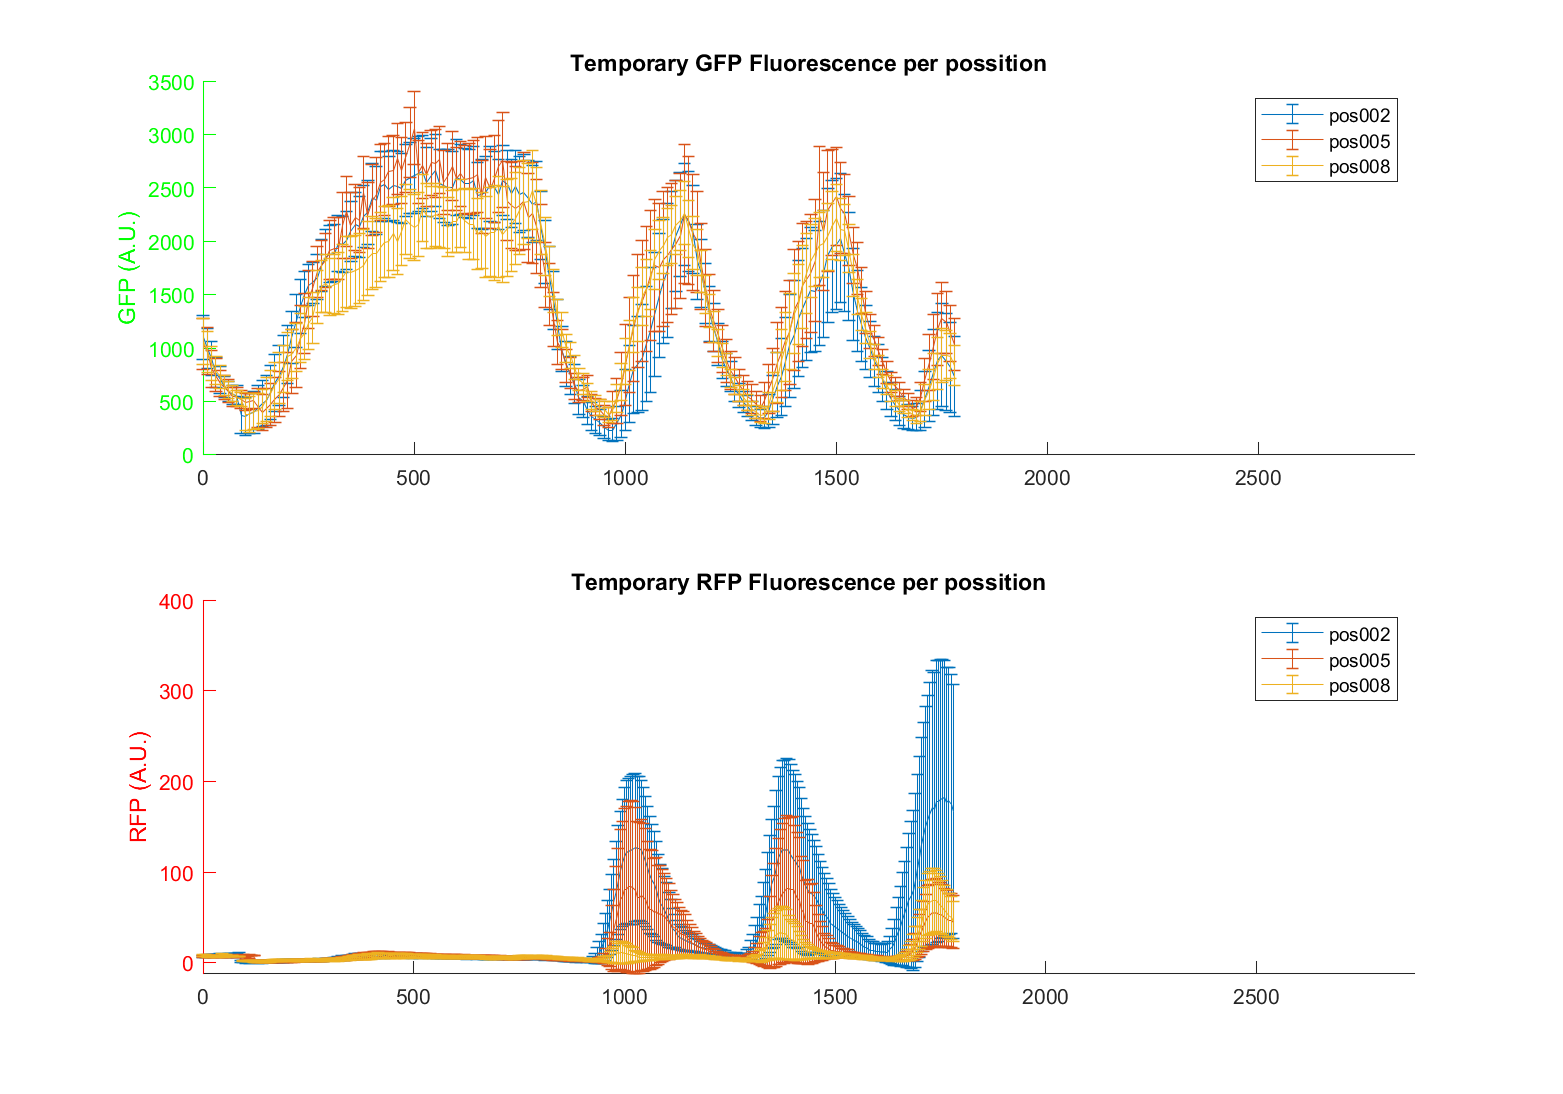 Temporary GFP Fluorescence per possition
GFP (A.U.)
3500
3000
2500
2000
1500
1000
500
0
0 500 1000 1500 2000 2500
pos002
pos005
pos008
Temporary RFP Fluorescence per possition
RFP (A.U.)
400
300
200
100
0
0 500 1000 1500 2000 2500
pos002
pos005
pos008